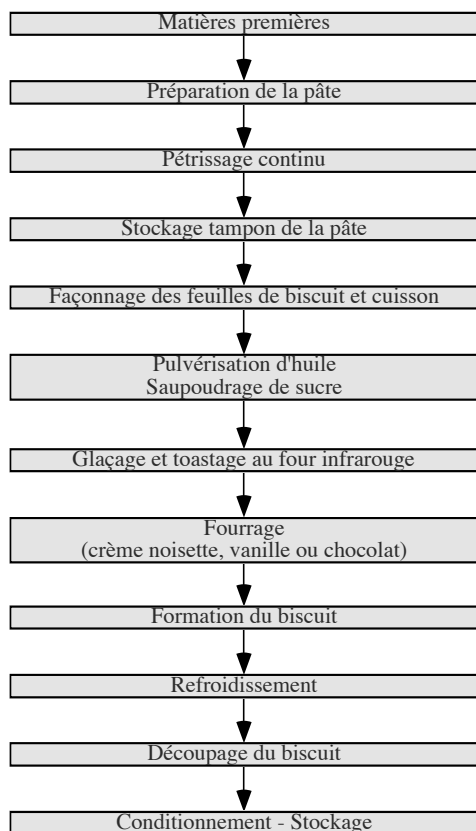 Matières premières
Préparation de la pâte
Pétrissage continu
Stockage tampon de la pâte
Façonnage des feuilles de biscuit et cuisson
Pulvérisation d'huile
Saupoudrage de sucre
Glaçage et toastage au four infrarouge
Fourrage
(crème noisette, vanille ou chocolat)
Formation du biscuit
Refroidissement
Découpage du biscuit
Conditionnement - Stockage